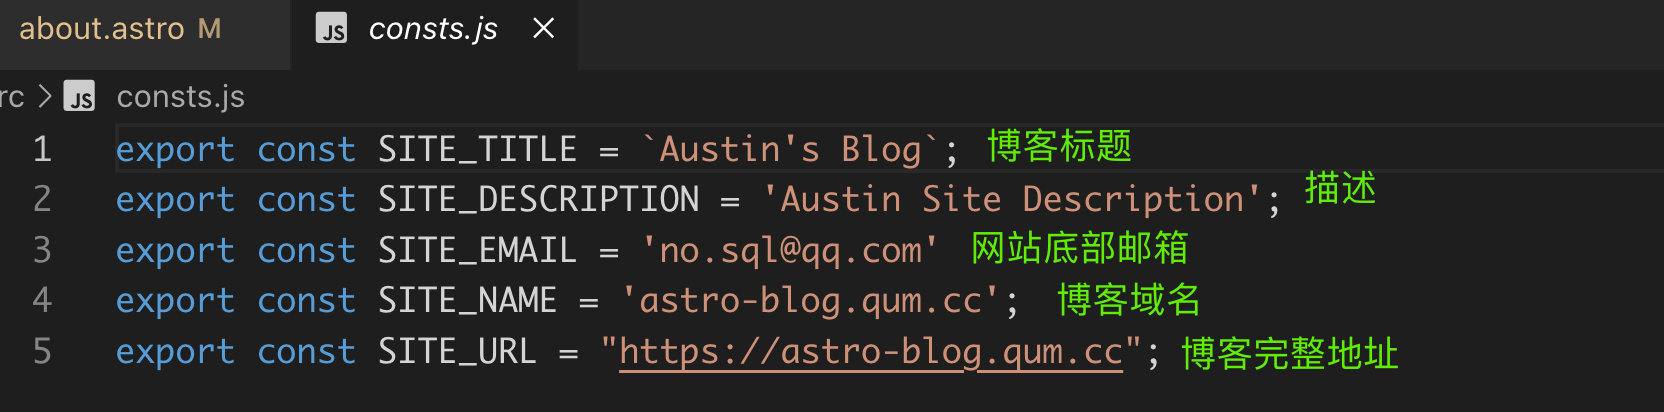 about.astro M JS consts.js
rc > JS consts.js
1 export const SITE_TITLE = `Austin's Blog`; 博客标题
2 export const SITE_DESCRIPTION = 'Austin Site Description'; 描述
3 export const SITE_EMAIL = 'no.sql@qq.com' 网站底部邮箱
4 export const SITE_NAME = 'astro-blog.qum.cc'; 博客域名
5 export const SITE_URL = "https://astro-blog.qum.cc"; 博客完整地址